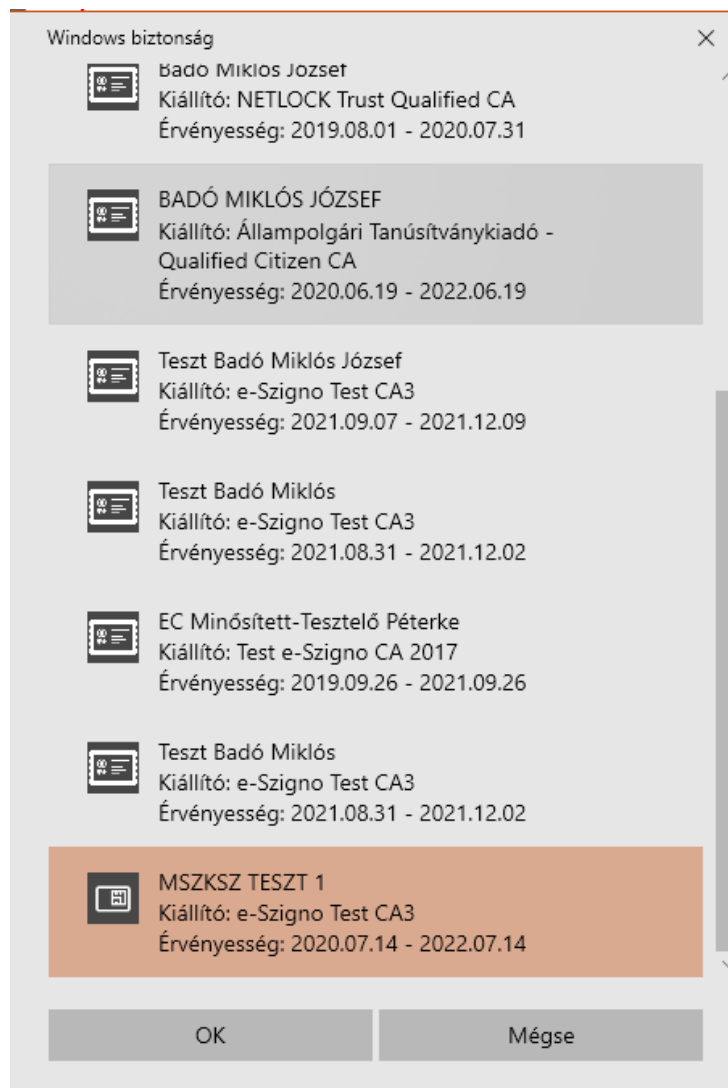 Windows biztonság
Badó Miklós József
Kiállító: NETLOCK Trust Qualified CA
Érvényesség: 2019.08.01 - 2020.07.31
BADÓ MIKLÓS JÓZSEF
Kiállító: Állampolgári Tanúsítványkiadó -
Qualified Citizen CA
Érvényesség: 2020.06.19 - 2022.06.19
Teszt Badó Miklós József
Kiállító: e-Szigno Test CA3
Érvényesség: 2021.09.07 - 2021.12.09
Teszt Badó Miklós
Kiállító: e-Szigno Test CA3
Érvényesség: 2021.08.31 - 2021.12.02
EC Minősített-Tesztelő Péterke
Kiállító: Test e-Szigno CA 2017
Érvényesség: 2019.09.26 - 2021.09.26
Teszt Badó Miklós
Kiállító: e-Szigno Test CA3
Érvényesség: 2021.08.31 - 2021.12.02
MSZKSZ TESZT 1
Kiállító: e-Szigno Test CA3
Érvényesség: 2020.07.14 - 2022.07.14
OK
Mégse